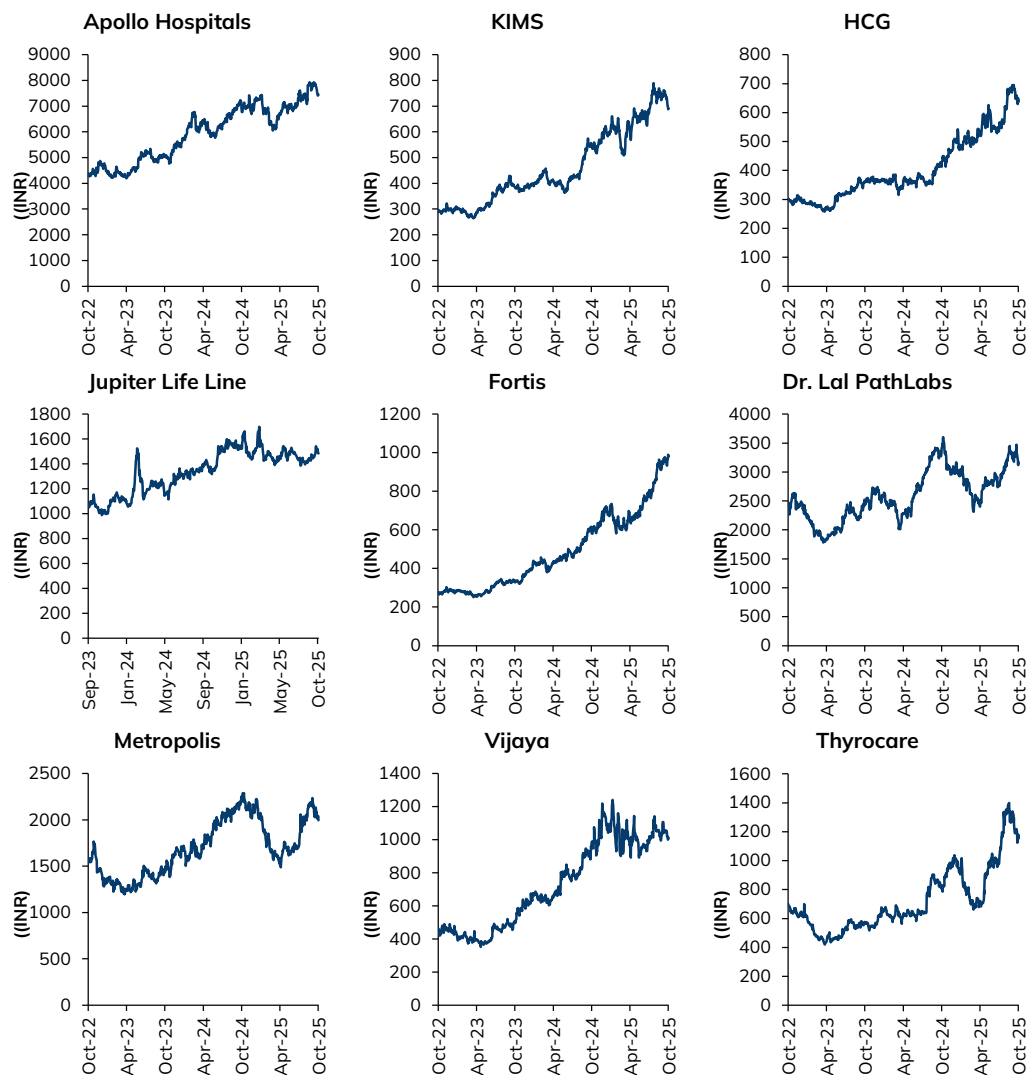 Apollo Hospitals
9000
8000
7000
6000
5000
4000
3000
2000
1000
0
((INR)
Oct-22
Apr-23
Oct-23
Apr-24
Oct-24
Apr-25
Oct-25
KIMS
900
800
700
600
500
400
300
200
100
0
((INR)
Oct-22
Apr-23
Oct-23
Apr-24
Oct-24
Apr-25
Oct-25
HCG
800
700
600
500
400
300
200
100
0
((INR)
Oct-22
Apr-23
Oct-23
Apr-24
Oct-24
Apr-25
Oct-25
Jupiter Life Line
1800
1600
1400
1200
1000
800
600
400
200
0
((INR)
Sep-23
Jan-24
May-24
Sep-24
Jan-25
May-25
Oct-25
Fortis
1200
1000
800
600
400
200
0
((INR)
Oct-22
Apr-23
Oct-23
Apr-24
Oct-24
Apr-25
Oct-25
Dr. Lal PathLabs
4000
3500
3000
2500
2000
1500
1000
500
0
((INR)
Oct-22
Apr-23
Oct-23
Apr-24
Oct-24
Apr-25
Oct-25
Metropolis
2500
2000
1500
1000
500
0
((INR)
Oct-22
Apr-23
Oct-23
Apr-24
Oct-24
Apr-25
Oct-25
Vijaya
1400
1200
1000
800
600
400
200
0
((INR)
Oct-22
Apr-23
Oct-23
Apr-24
Oct-24
Apr-25
Oct-25
Thyrocare
1600
1400
1200
1000
800
600
400
200
0
((INR)
Oct-22
Apr-23
Oct-23
Apr-24
Oct-24
Apr-25
Oct-25